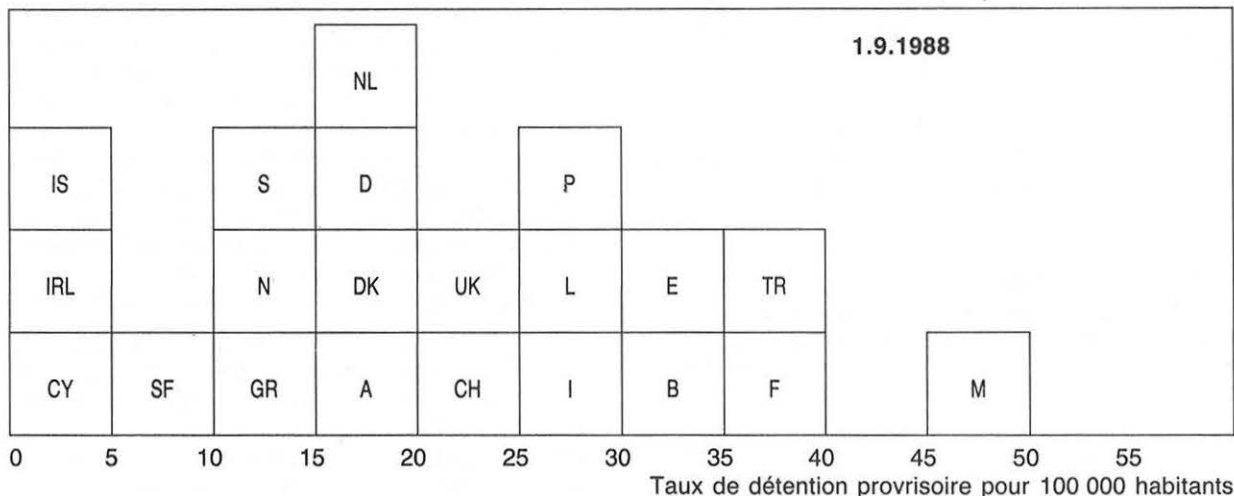 1.9.1988
NL
IS S D P
IRL N DK UK L E TR
CY SF GR A CH I B F M
0 5 10 15 20 25 30 35 40 45 50 55
Taux de détention provrisoire pour 100 000 habitants